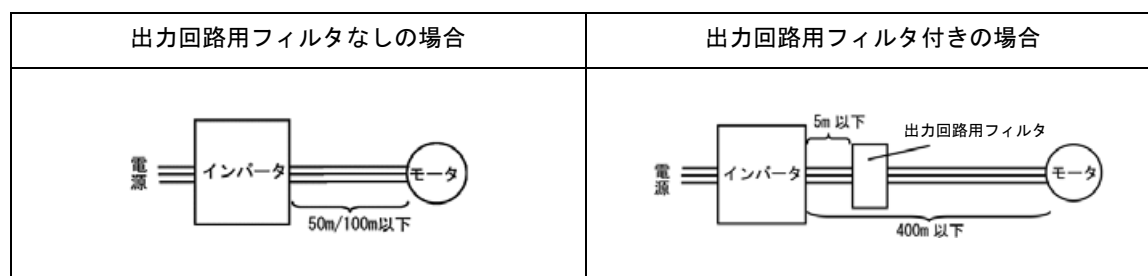 出力回路用フィルタなしの場合
出力回路用フィルタ付きの場合
電源
インバータ
モータ
50m/100m以下
5m 以下
出力回路用フィルタ
電源
インバータ
モータ
400m 以下